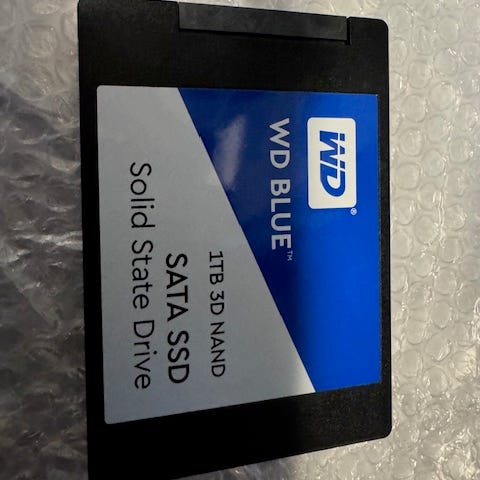 WD®
WD BLUE™
1TB 3D NAND
SATA SSD
Solid State Drive